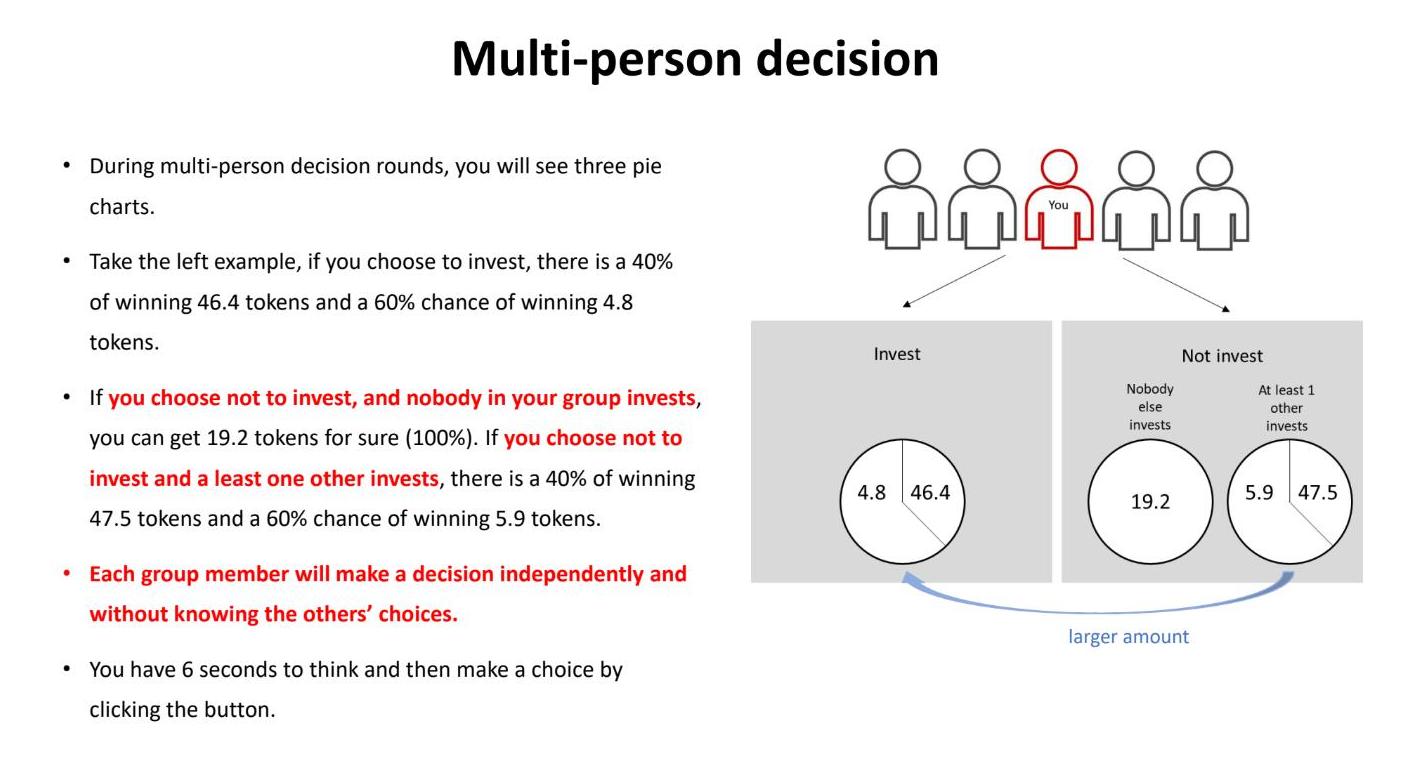 Multi-person decision
• During multi-person decision rounds, you will see three pie
charts.
• Take the left example, if you choose to invest, there is a 40%
of winning 46.4 tokens and a 60% chance of winning 4.8
tokens.
• If you choose not to invest, and nobody in your group invests,
you can get 19.2 tokens for sure (100%). If you choose not to
invest and a least one other invests, there is a 40% of winning
47.5 tokens and a 60% chance of winning 5.9 tokens.
• Each group member will make a decision independently and
without knowing the others’ choices.
• You have 6 seconds to think and then make a choice by
clicking the button.
You
Invest
4.8 46.4
Not invest
Nobody
else
invests
19.2
At least 1
other
invests
5.9 47.5
larger amount